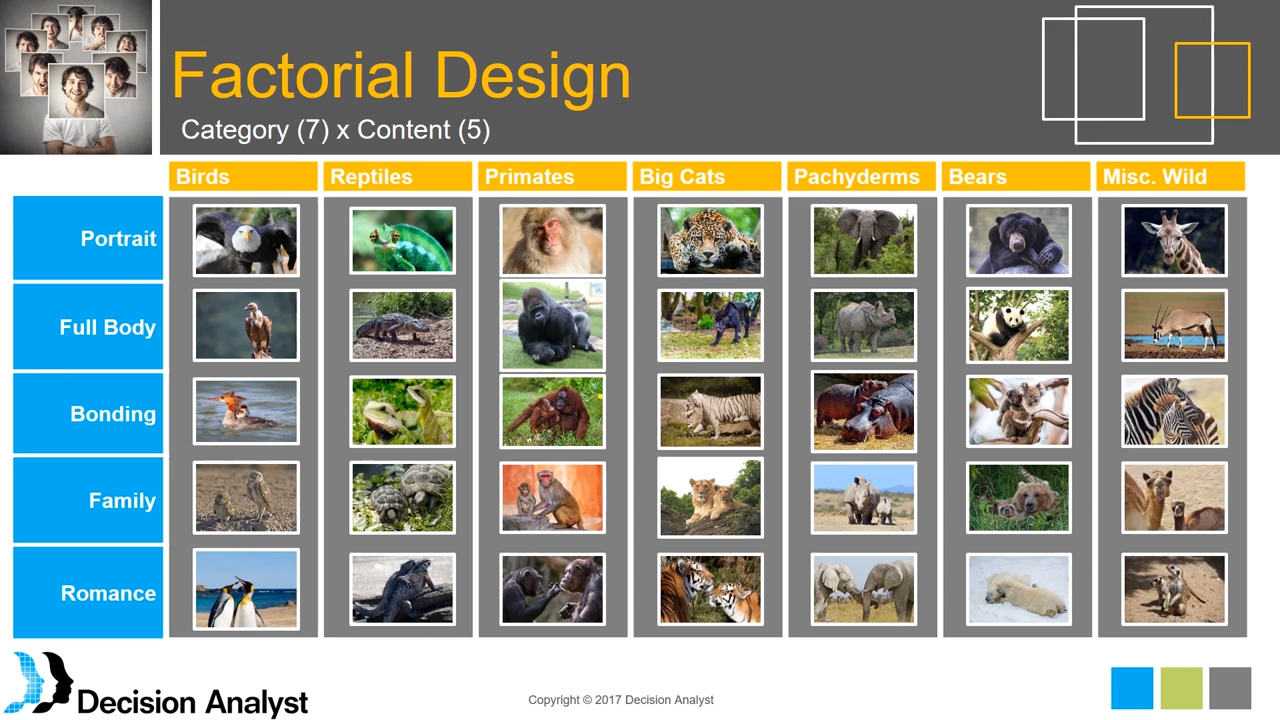 Factorial Design
Category (7) x Content (5)
Birds
Reptiles
Primates
Big Cats
Pachyderms
Bears
Misc. Wild
Portrait
Full Body
Bonding
Family
Romance
Decision Analyst
Copyright © 2017 Decision Analyst